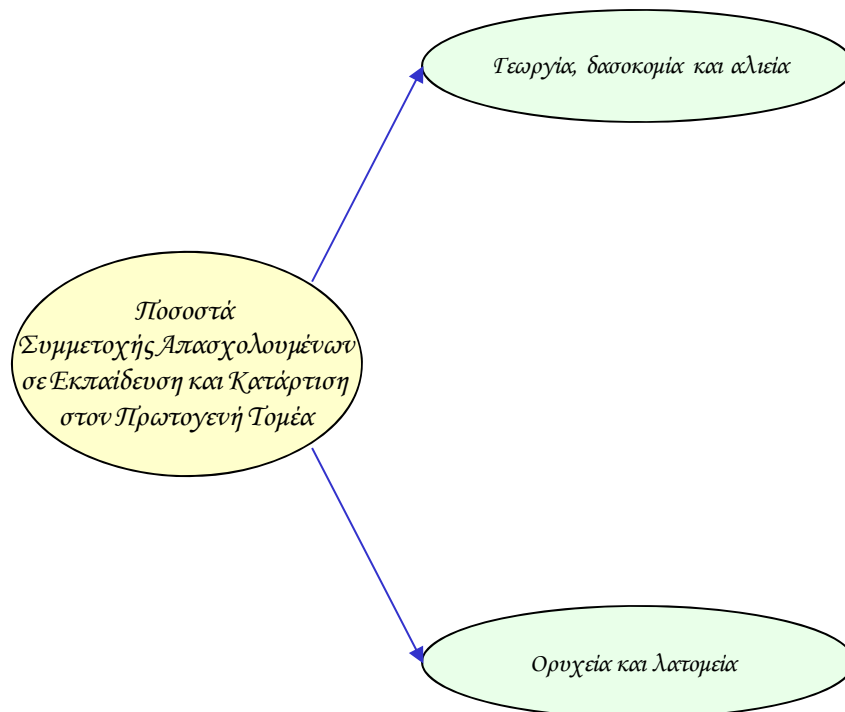 Γεωργία, δασοκομία και αλιεία
Ποσοστά
Συμμετοχής Απασχολουμένων
σε Εκπαίδευση και Κατάρτιση
στον Πρωτογενή Τομέα
Ορυχεία και λατομεία